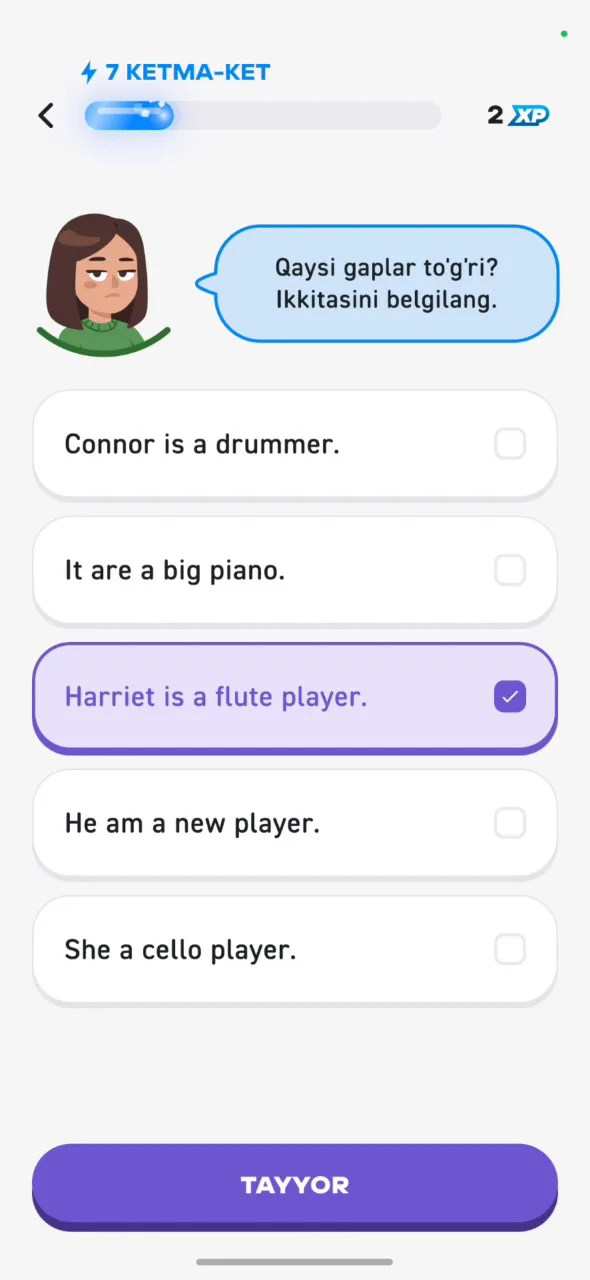 7 KETMA-KET
2 XP
Qaysi gaplar to'g'ri?
Ikkitasini belgilang.
Connor is a drummer.
It are a big piano.
Harriet is a flute player.
He am a new player.
She a cello player.
TAYYOR